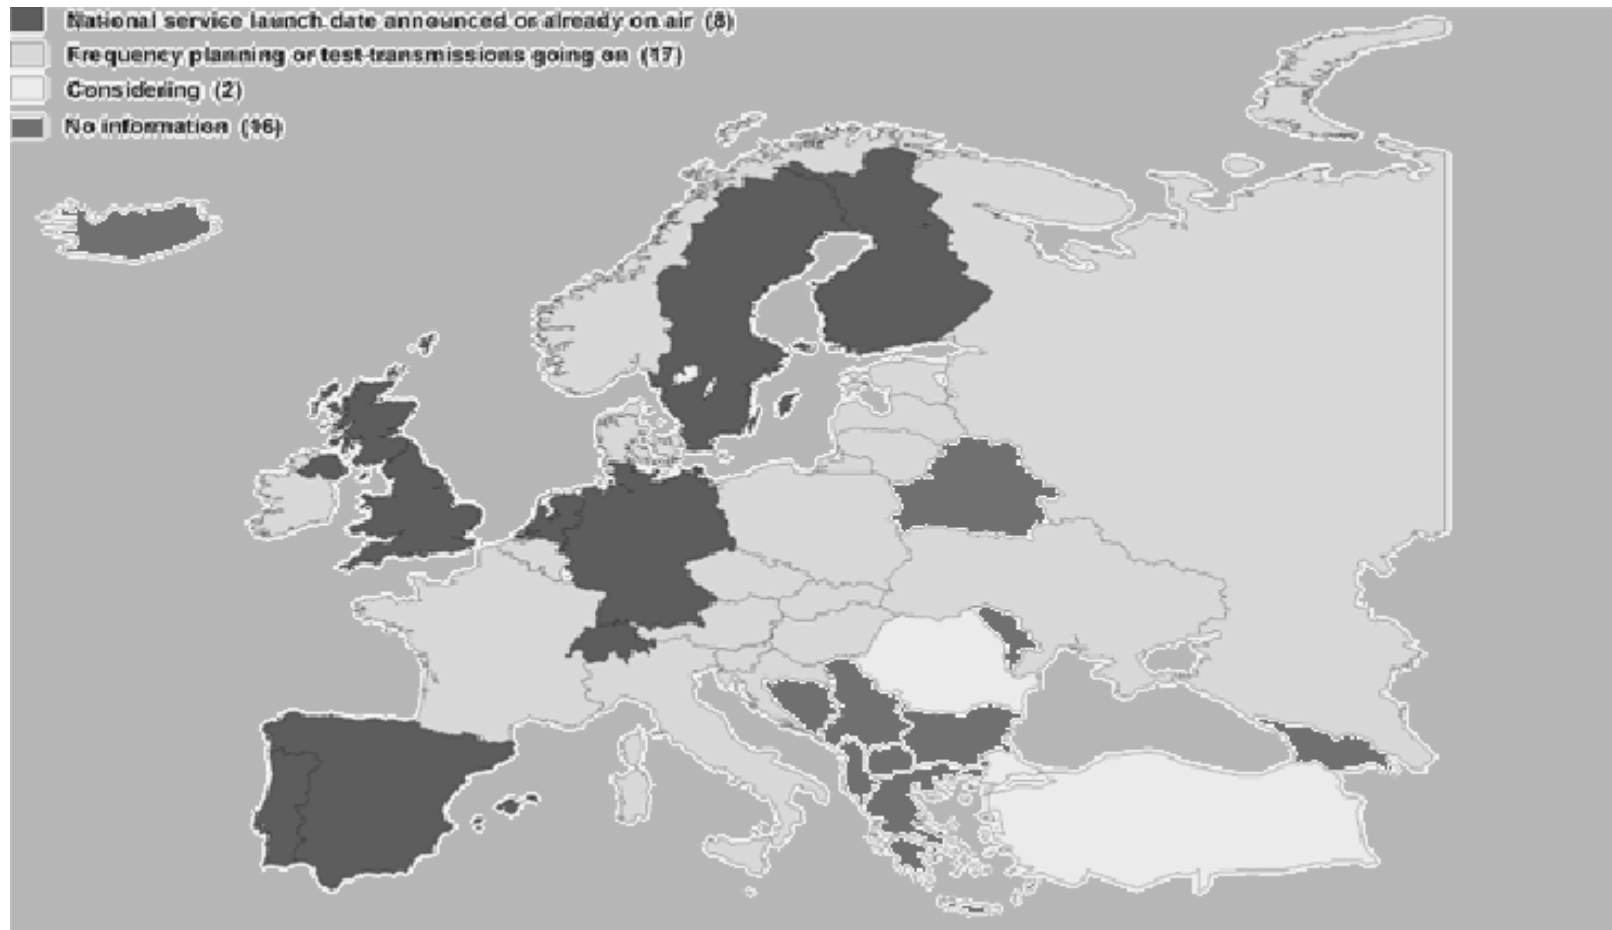 National service launch date announced or already on air (8)
Frequency planning or test-transmissions going on (17)
Considering (2)
No information (16)